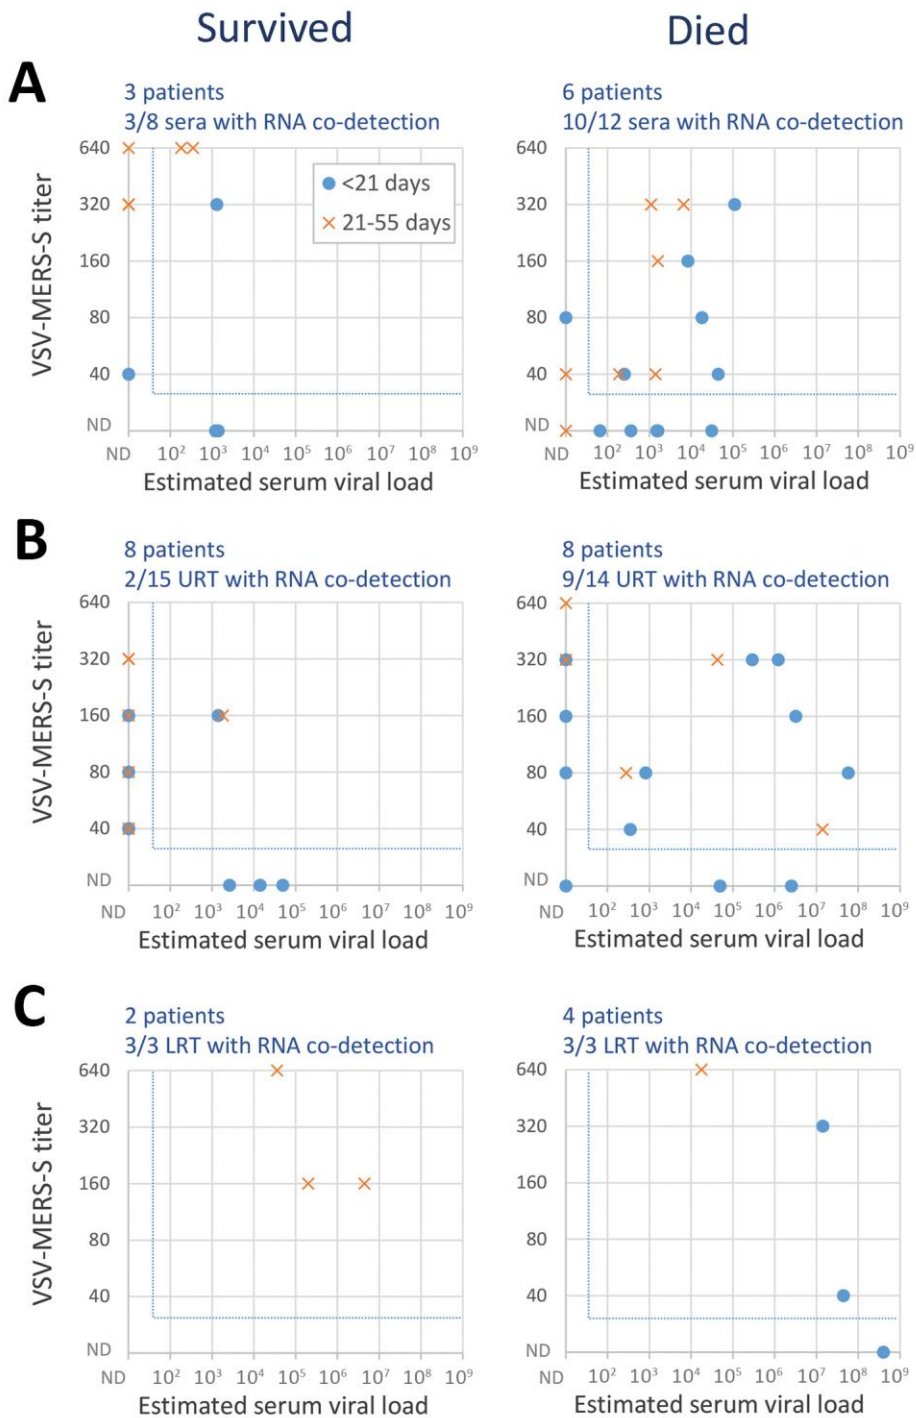 Survived
Died
A
3 patients
3/8 sera with RNA co-detection
6 patients
10/12 sera with RNA co-detection
VSV-MERS-S titer
640
320
160
80
40
ND
<21 days
21-55 days
ND 10² 10³ 10⁴ 10⁵ 10⁶ 10⁷ 10⁸ 10⁹
Estimated serum viral load
640
320
160
80
40
ND
ND 10² 10³ 10⁴ 10⁵ 10⁶ 10⁷ 10⁸ 10⁹
Estimated serum viral load
B
8 patients
2/15 URT with RNA co-detection
8 patients
9/14 URT with RNA co-detection
VSV-MERS-S titer
640
320
160
80
40
ND
ND 10² 10³ 10⁴ 10⁵ 10⁶ 10⁷ 10⁸ 10⁹
Estimated serum viral load
640
320
160
80
40
ND
ND 10² 10³ 10⁴ 10⁵ 10⁶ 10⁷ 10⁸ 10⁹
Estimated serum viral load
C
2 patients
3/3 LRT with RNA co-detection
4 patients
3/3 LRT with RNA co-detection
VSV-MERS-S titer
640
320
160
80
40
ND
ND 10² 10³ 10⁴ 10⁵ 10⁶ 10⁷ 10⁸ 10⁹
Estimated serum viral load
640
320
160
80
40
ND
ND 10² 10³ 10⁴ 10⁵ 10⁶ 10⁷ 10⁸ 10⁹
Estimated serum viral load